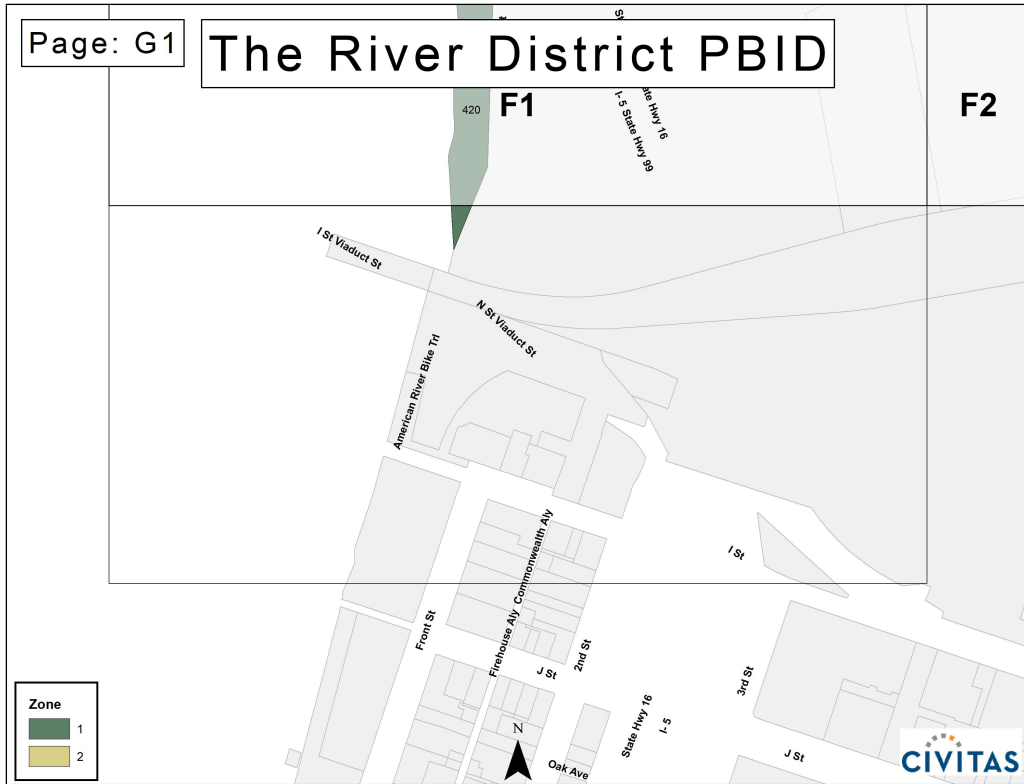 Page: G1
The River District PBID
St
420
F1
F2
State Hwy 16
I- 5 State Hwy 99
I St Viaduct St
N St Viaduct St
American River Bike Trl
Commonwealth Aly
Firehouse Aly
I St
Front St
2nd St
J St
3rd St
State Hwy 16
I- 5
J St
Oak Ave
N
Zone
1
2
CIVITAS